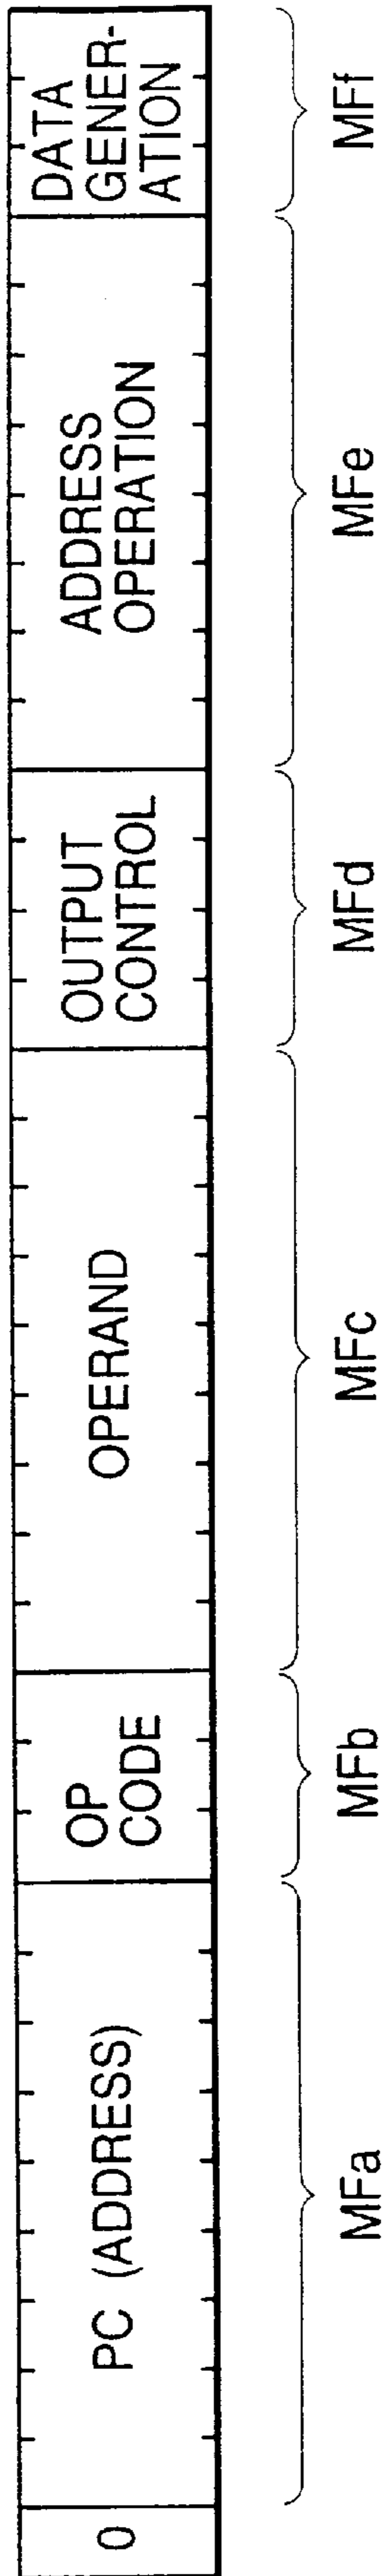 0
PC (ADDRESS)
OP
CODE
OPERAND
OUTPUT
CONTROL
ADDRESS
OPERATION
DATA
GENER-
ATION
MFa
MFb
MFc
MFd
MFe
MFf